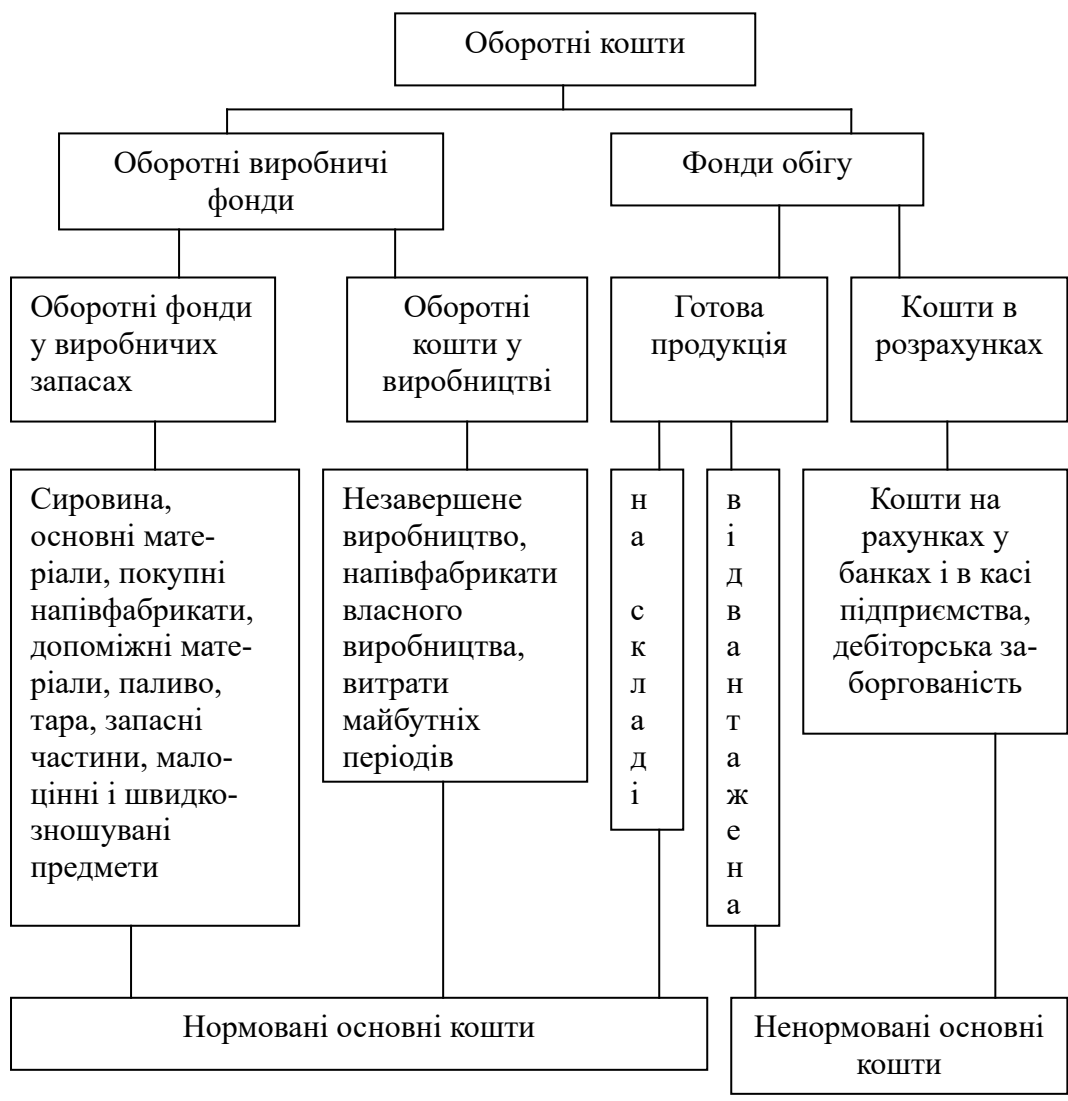 Оборотні кошти
Оборотні виробничі
фонди
Фонди обігу
Оборотні фонди
у виробничих
запасах
Оборотні
кошти у
виробництві
Готова
продукція
Кошти в
розрахунках
Сировина,
основні мате-
ріали, покупні
напівфабрикати,
допоміжні мате-
ріали, паливо,
тара, запасні
частини, мало-
цінні і швидко-
зношувані
предмети
Незавершене
виробництво,
напівфабрикати
власного
виробництва,
витрати
майбутніх
періодів
на складі
відвантажена
Кошти на
рахунках у
банках і в касі
підприємства,
дебіторська за-
боргованість
Нормовані основні кошти
Ненормовані основні
кошти